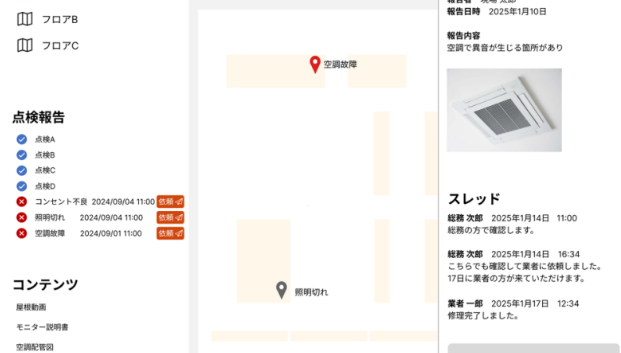 フロアB
フロアC
点検報告
点検A
点検B
点検C
点検D
コンセント不良 2024/09/04 11:00 依頼
照明切れ 2024/09/04 11:00 依頼
空調故障 2024/09/01 11:00 依頼
コンテンツ
屋根動画
モニター説明書
空調配管図
空調故障
照明切れ
報告者 現場 太郎
報告日時 2025年1月10日
報告内容
空調で異音が生じる箇所があり
スレッド
総務 次郎 2025年1月14日 11:00
総務の方で確認します。
総務 次郎 2025年1月14日 16:34
こちらでも確認して業者に依頼しました。
17日に業者の方が来ていただけます。
業者 一郎 2025年1月17日 12:34
修理完了しました。